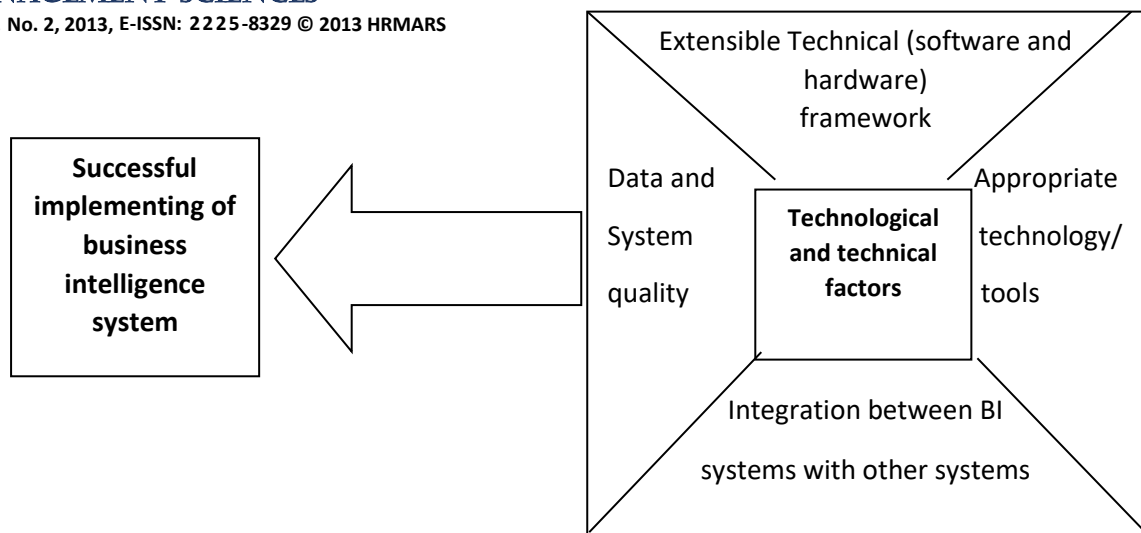 No. 2, 2013, E-ISSN: 2225-8329 © 2013 HRMARS
Extensible Technical (software and
hardware)
framework
Successful
implementing of
business
intelligence
system
Data and
System
quality
Technological
and technical
factors
Appropriate
technology/
tools
Integration between BI
systems with other systems